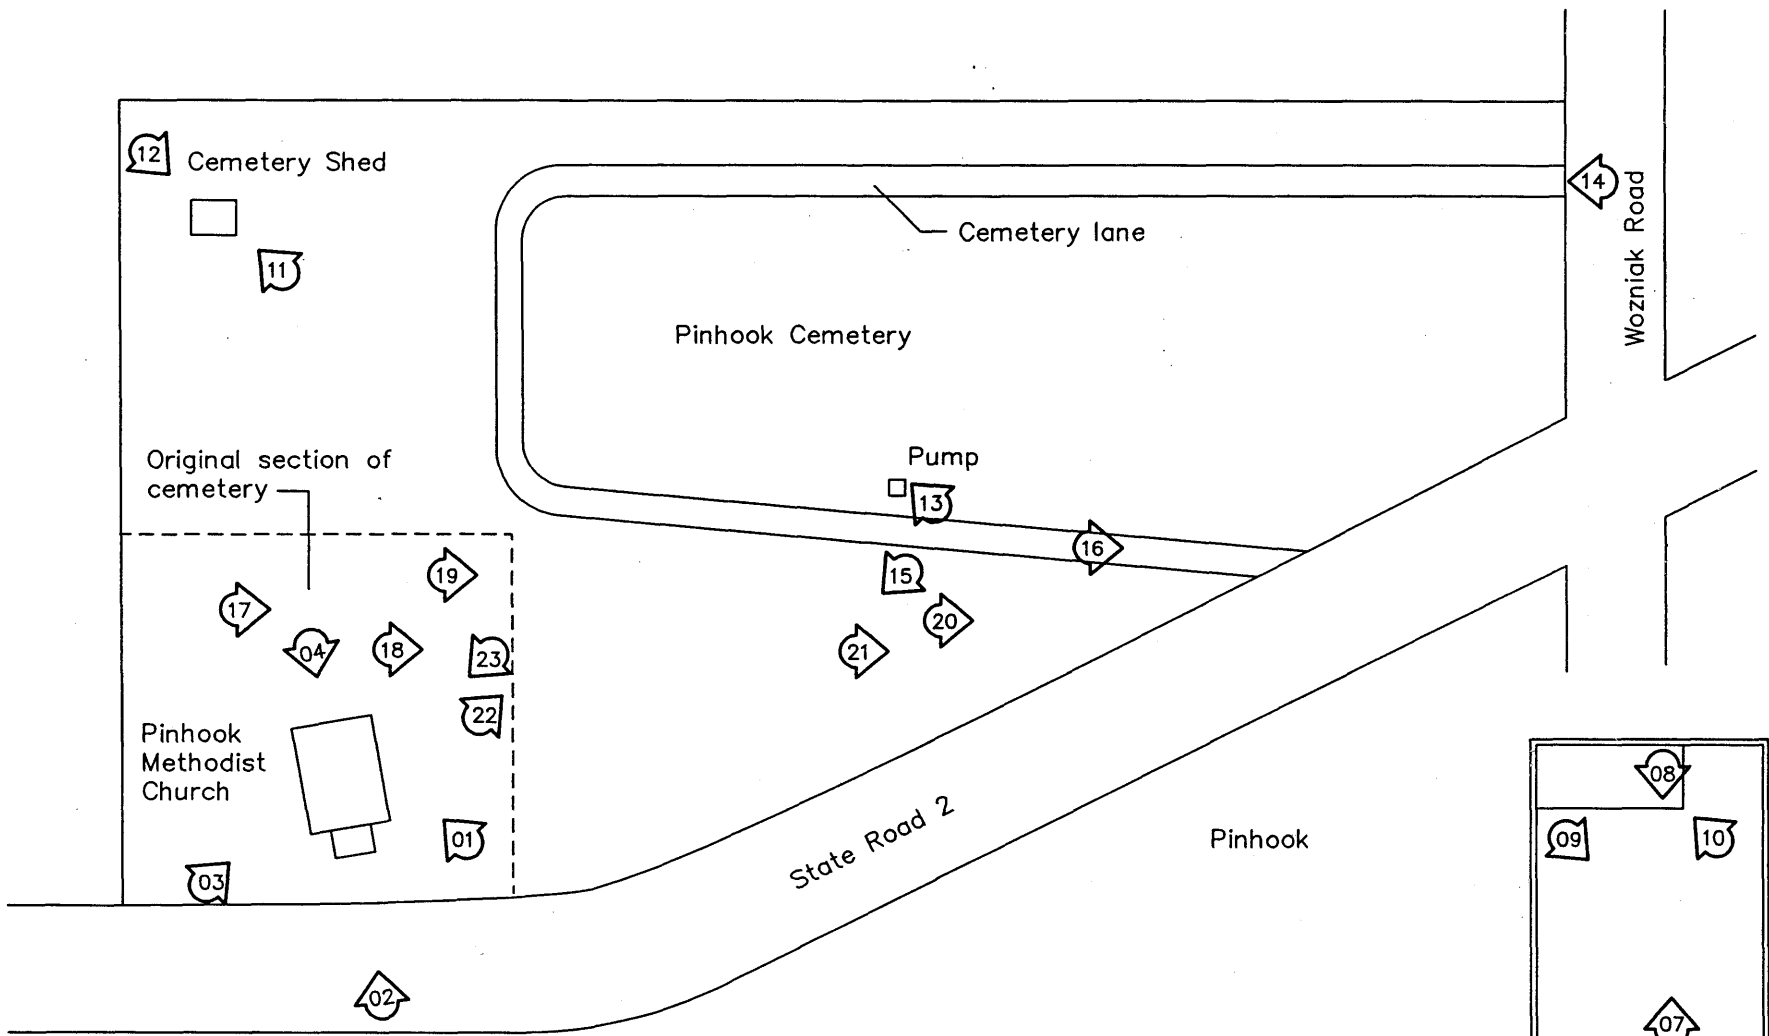 12
Cemetery Shed
14
Wozniak Road
Cemetery lane
11
Pinhook Cemetery
Original section of
cemetery
Pump
13
16
19
15
17
20
04
18
23
21
22
Pinhook
Methodist
Church
08
01
State Road 2
Pinhook
09
10
03
02
07